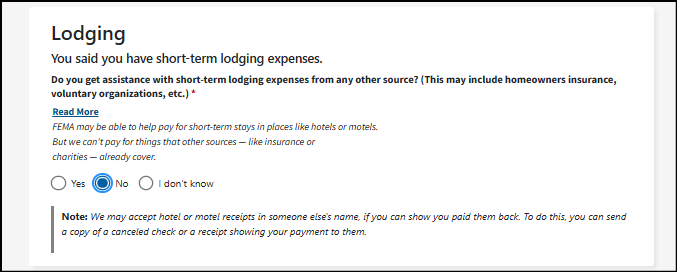 Lodging
You said you have short-term lodging expenses.
Do you get assistance with short-term lodging expenses from any other source? (This may include homeowners insurance,
voluntary organizations, etc.) *
Read More
FEMA may be able to help pay for short-term stays in places like hotels or motels.
But we can't pay for things that other sources — like insurance or
charities — already cover.
Yes No I don't know
Note: We may accept hotel or motel receipts in someone else's name, if you can show you paid them back. To do this, you can send
a copy of a canceled check or a receipt showing your payment to them.